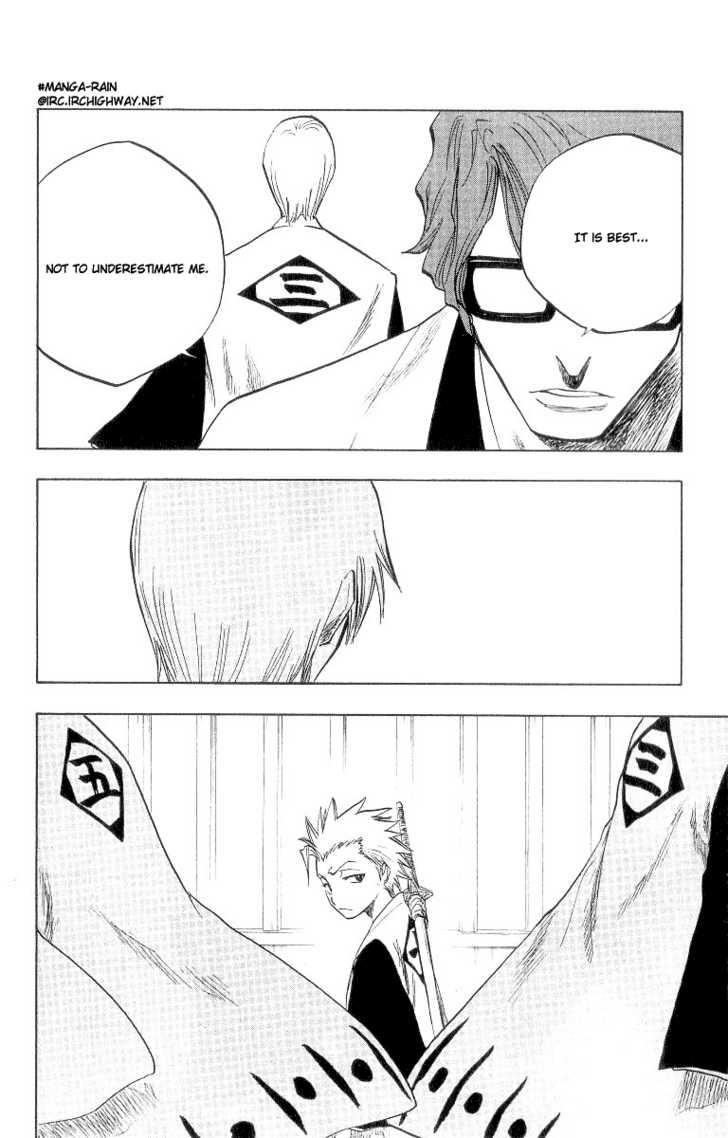 #MANGA-RAIN
@IRC.IRCHIGHWAY.NET
IT IS BEST...
NOT TO UNDERESTIMATE ME.
三
五
三